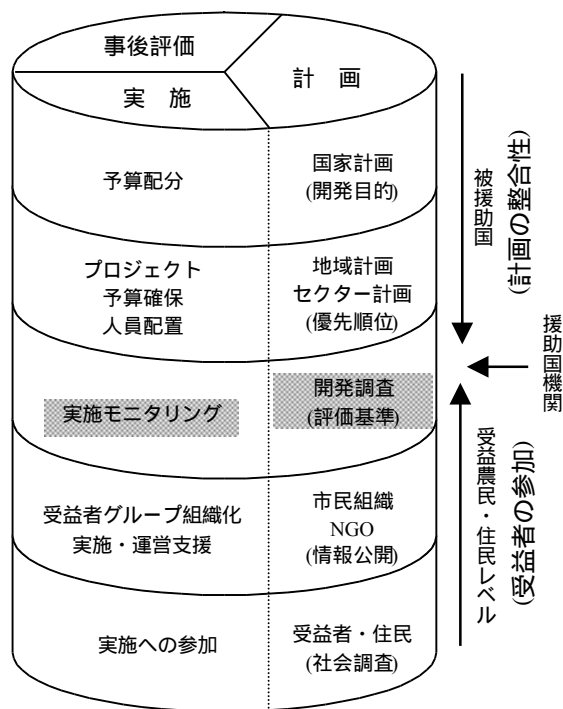 事後評価
計 画
実 施
予算配分
国家計画
(開発目的)
プロジェクト
予算確保
人員配置
地域計画
セクター計画
(優先順位)
実施モニタリング
開発調査
(評価基準)
受益者グループ組織化
実施・運営支援
市民組織
NGO
(情報公開)
実施への参加
受益者・住民
(社会調査)
被援助国
(計画の整合性)
援助国機関
受益農民・住民レベル
(受益者の参加)